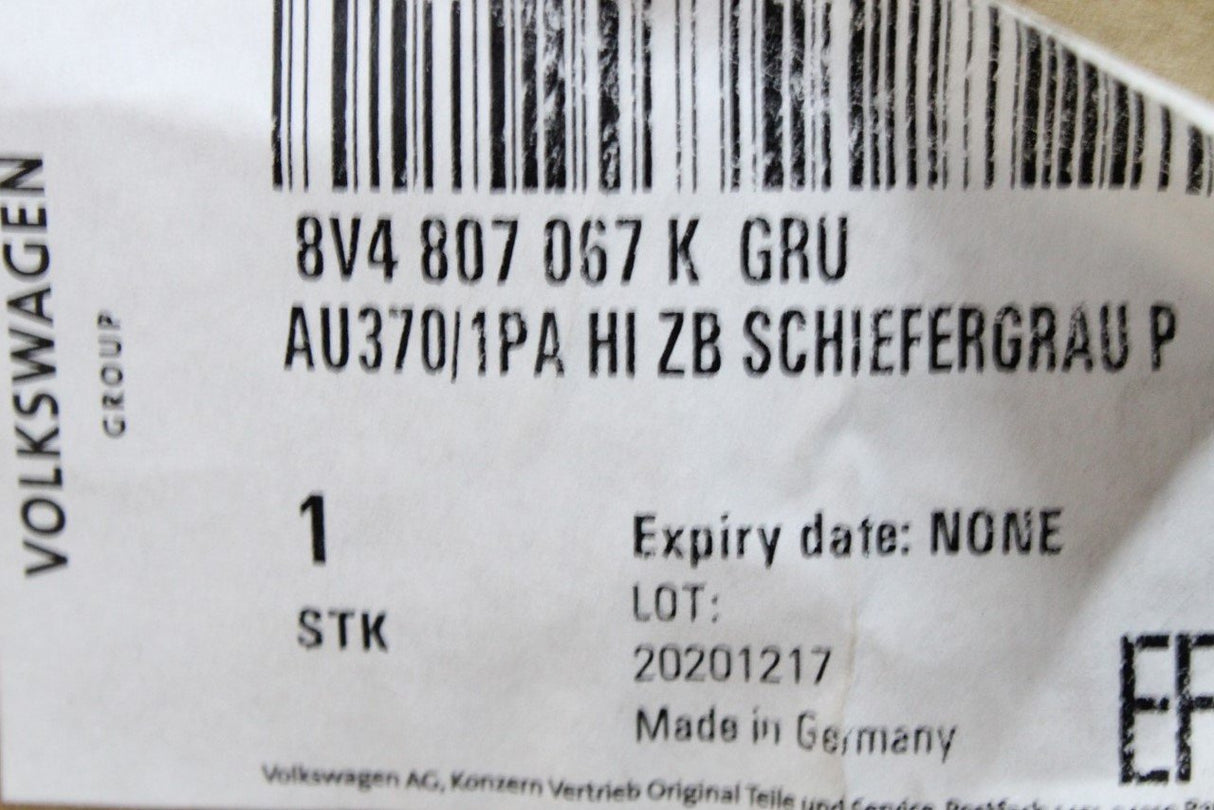 VOLKSWAGEN
GROUP
8V4 807 067 K GRU
AU370/1PA HI ZB SCHIEFERGRAU P
1
STK
Expiry date: NONE
LOT:
20201217
Made in Germany
Volkswagen AG, Konzern Vertrieb Original Teile und Service,